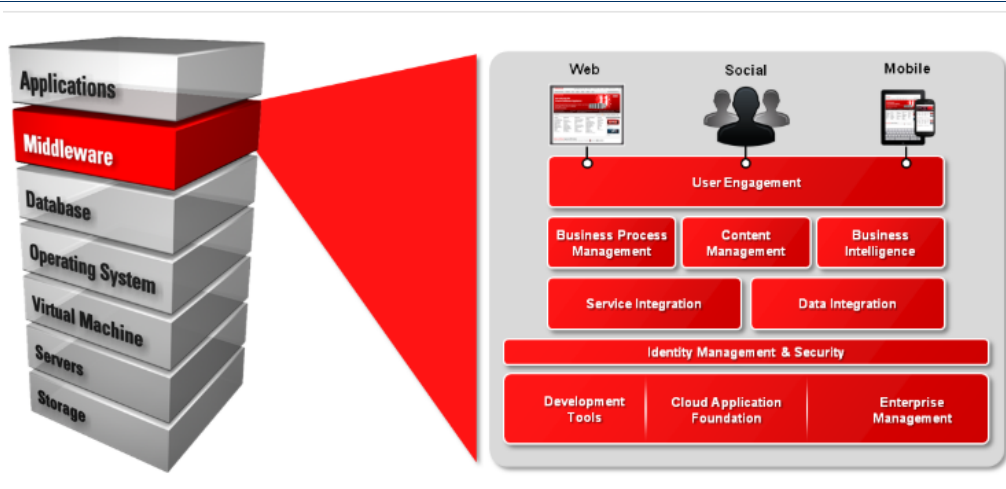 Applications
Middleware
Database
Operating System
Virtual Machine
Servers
Storage
Web
Social
Mobile
User Engagement
Business Process
Management
Content
Management
Business
Intelligence
Service Integration
Data Integration
Identity Management & Security
Development
Tools
Cloud Application
Foundation
Enterprise
Management